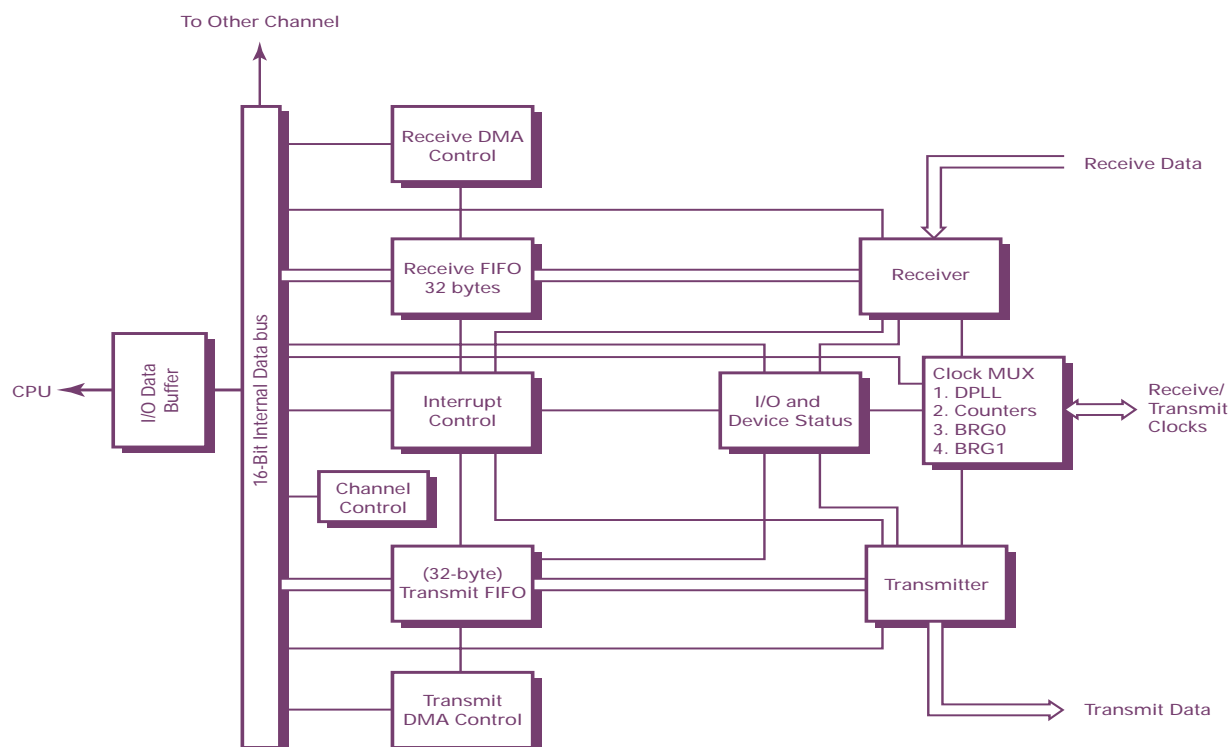 To Other Channel
Receive DMA
Control
Receive Data
Receive FIFO
32 bytes
Receiver
CPU
I/O Data
Buffer
16-Bit Internal Data bus
Interrupt
Control
I/O and
Device Status
Clock MUX
1. DPLL
2. Counters
3. BRG0
4. BRG1
Receive/
Transmit
Clocks
Channel
Control
(32-byte)
Transmit FIFO
Transmitter
Transmit
DMA Control
Transmit Data